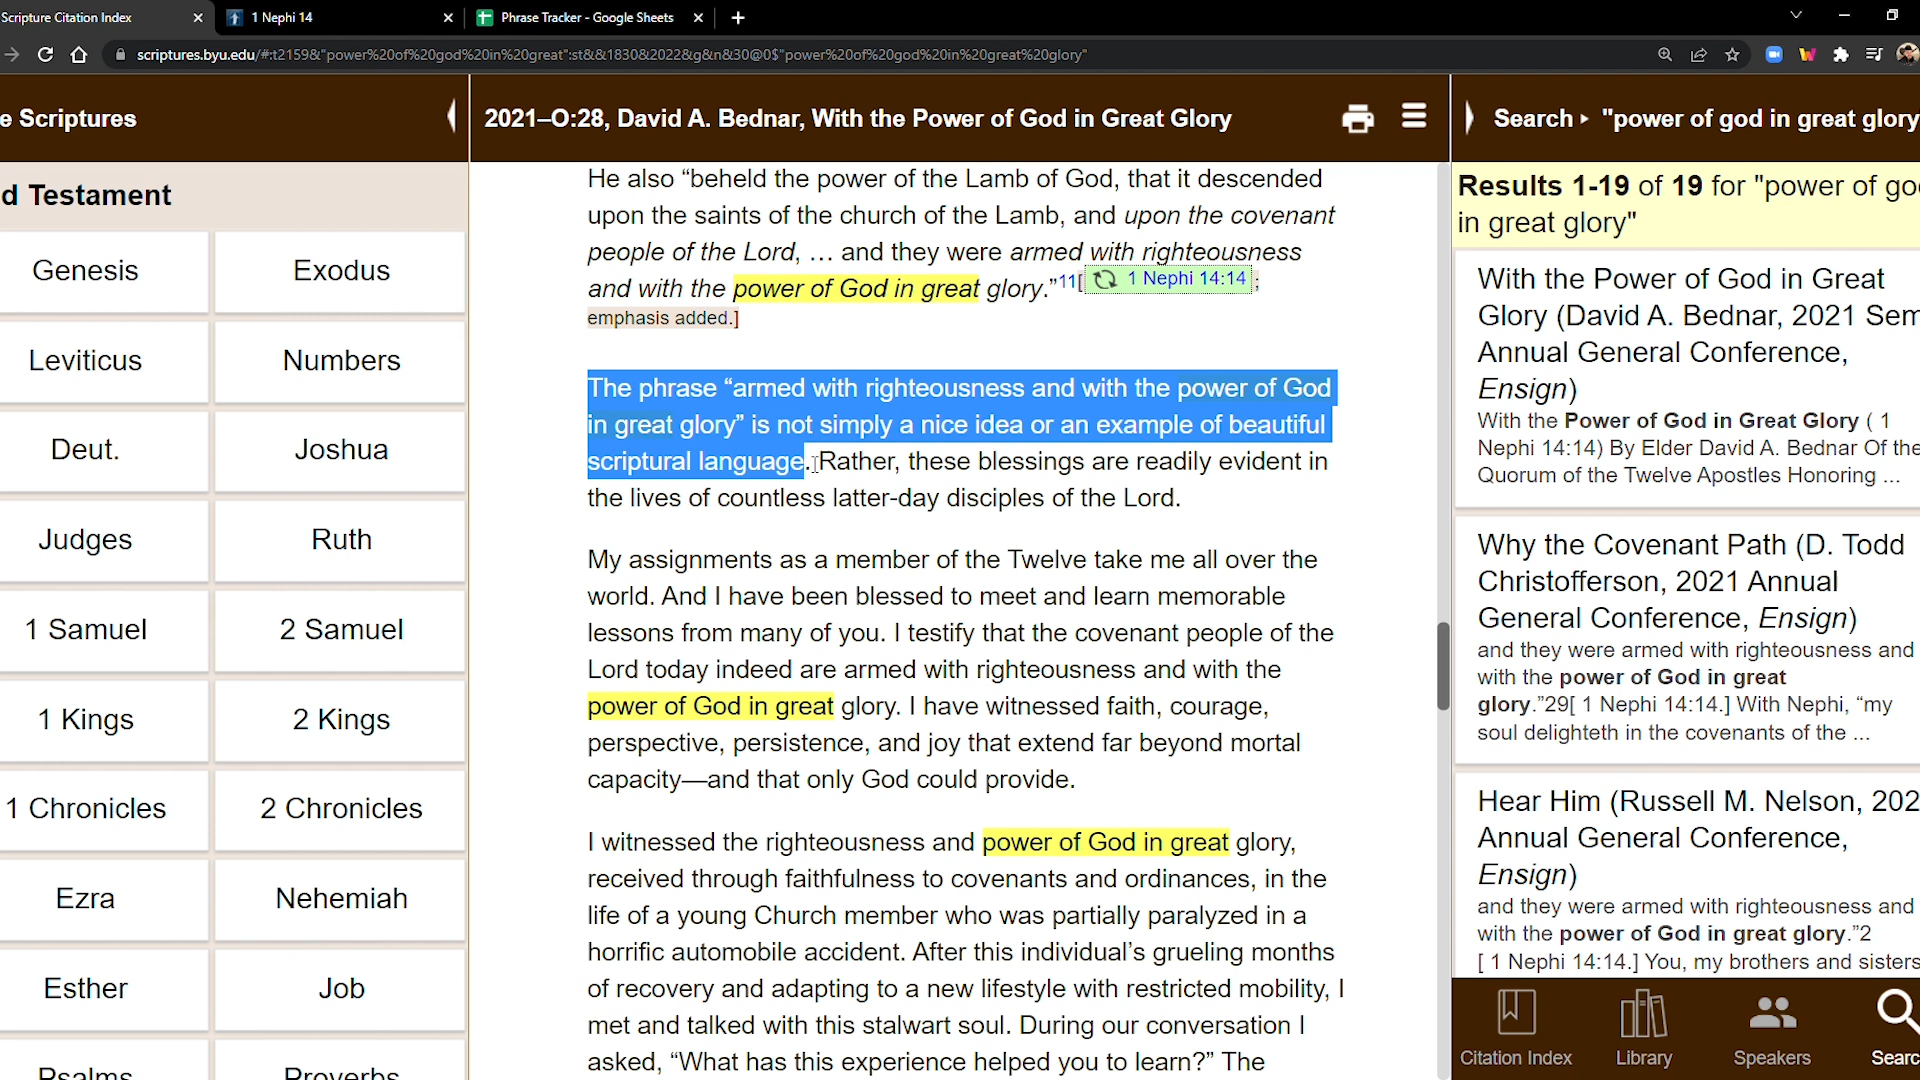 Scripture Citation Index
1 Nephi 14
Phrase Tracker - Google Sheets
scriptures.byu.edu/#:t2159&"power%20of%20god%20in%20great":st&&1830&2022&g&n&30@0$"power%20of%20god%20in%20great%20glory"
e Scriptures
2021–O:28, David A. Bednar, With the Power of God in Great Glory
Search ▸ "power of god in great glory
d Testament
Genesis
Exodus
Leviticus
Numbers
Deut.
Joshua
Judges
Ruth
1 Samuel
2 Samuel
1 Kings
2 Kings
1 Chronicles
2 Chronicles
Ezra
Nehemiah
Esther
Job
Psalms
Proverbs
He also “beheld the power of the Lamb of God, that it descended
upon the saints of the church of the Lamb, and upon the covenant
people of the Lord, … and they were armed with righteousness
and with the power of God in great glory.”11[ 1 Nephi 14:14 ;
emphasis added.]
The phrase “armed with righteousness and with the power of God
in great glory” is not simply a nice idea or an example of beautiful
scriptural language. Rather, these blessings are readily evident in
the lives of countless latter-day disciples of the Lord.
My assignments as a member of the Twelve take me all over the
world. And I have been blessed to meet and learn memorable
lessons from many of you. I testify that the covenant people of the
Lord today indeed are armed with righteousness and with the
power of God in great glory. I have witnessed faith, courage,
perspective, persistence, and joy that extend far beyond mortal
capacity—and that only God could provide.
I witnessed the righteousness and power of God in great glory,
received through faithfulness to covenants and ordinances, in the
life of a young Church member who was partially paralyzed in a
horrific automobile accident. After this individual’s grueling months
of recovery and adapting to a new lifestyle with restricted mobility, I
met and talked with this stalwart soul. During our conversation I
asked, “What has this experience helped you to learn?” The
Results 1-19 of 19 for "power of go
in great glory"
With the Power of God in Great
Glory (David A. Bednar, 2021 Sem
Annual General Conference,
Ensign)
With the Power of God in Great Glory ( 1
Nephi 14:14) By Elder David A. Bednar Of the
Quorum of the Twelve Apostles Honoring ...
Why the Covenant Path (D. Todd
Christofferson, 2021 Annual
General Conference, Ensign)
and they were armed with righteousness and
with the power of God in great
glory.”29[ 1 Nephi 14:14.] With Nephi, “my
soul delighteth in the covenants of the ...
Hear Him (Russell M. Nelson, 202
Annual General Conference,
Ensign)
and they were armed with righteousness and
with the power of God in great glory.”2
[ 1 Nephi 14:14.] You, my brothers and sisters
Citation Index
Library
Speakers
Searc